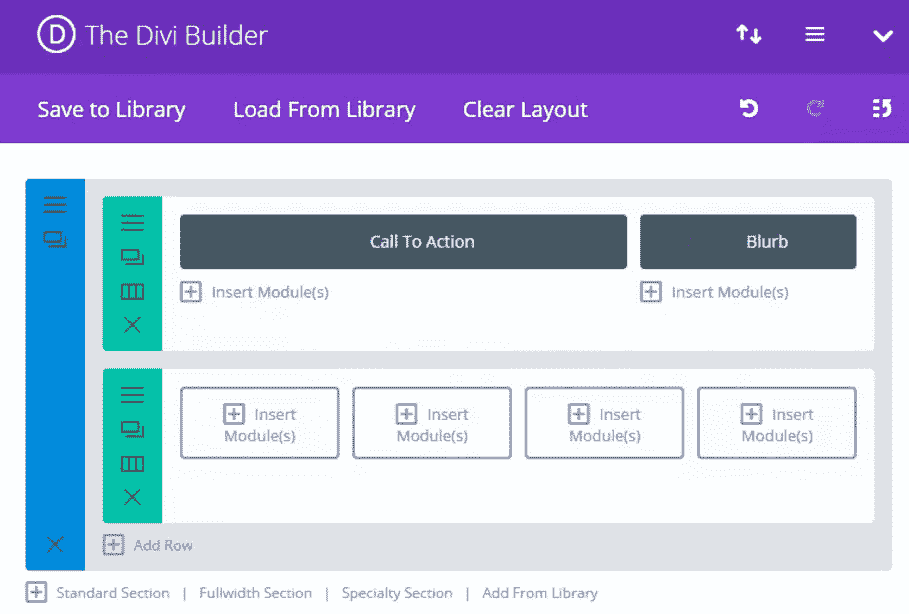 D The Divi Builder
Save to Library Load From Library Clear Layout
Call To Action Blurb
Insert Module(s) Insert Module(s)
Insert Insert Insert Insert
Module(s) Module(s) Module(s) Module(s)
Add Row
Standard Section | Fullwidth Section | Specialty Section | Add From Library